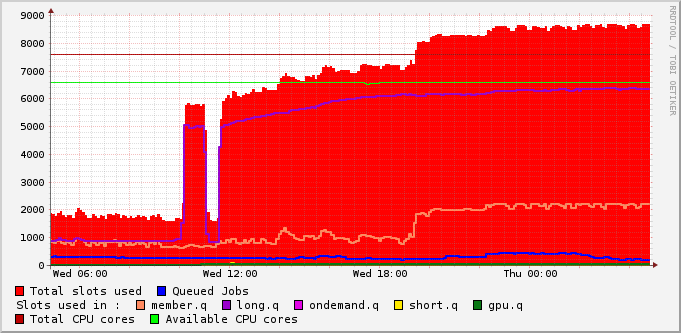 9000
8000
7000
6000
5000
4000
3000
2000
1000
0
Wed 06:00 Wed 12:00 Wed 18:00 Thu 00:00
Total slots used Queued Jobs
Slots used in : member.q long.q ondemand.q short.q gpu.q
Total CPU cores Available CPU cores
RRDTOOL / TOBI OETIKER